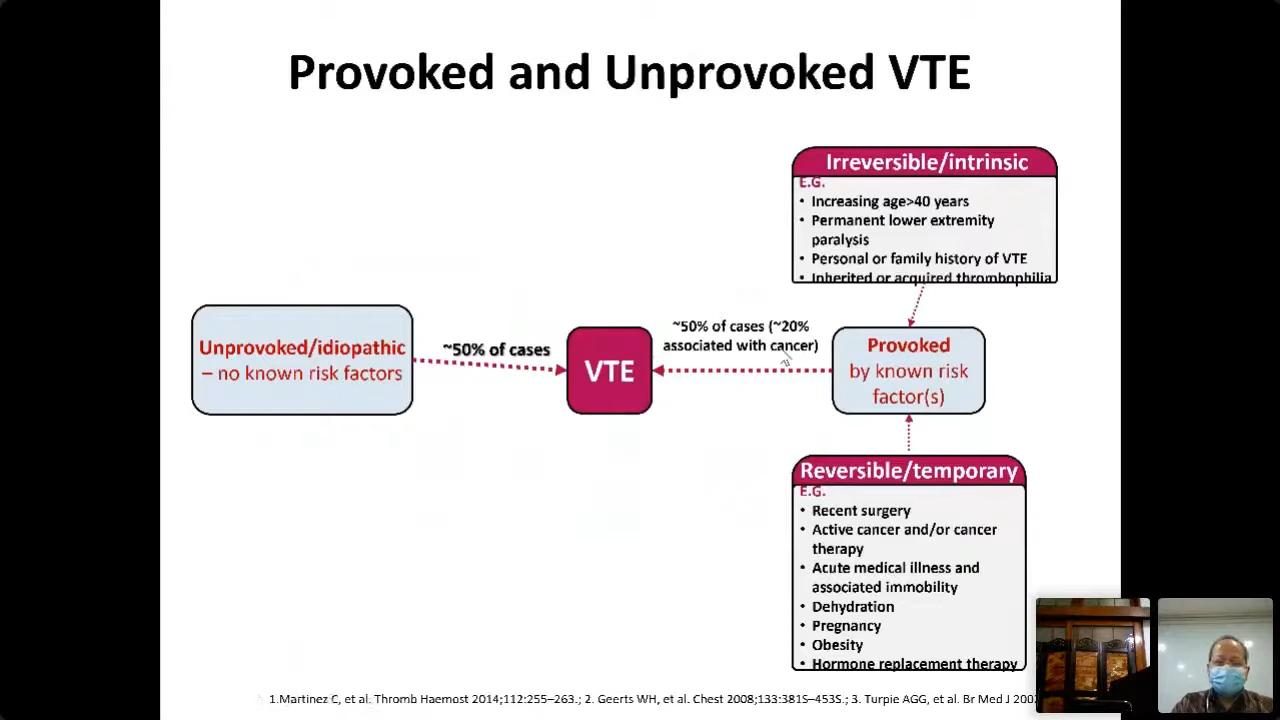 Provoked and Unprovoked VTE
Irreversible/intrinsic
E.G.
• Increasing age>40 years
• Permanent lower extremity
paralysis
• Personal or family history of VTE
• Inherited or acquired thrombophilia
Unprovoked/idiopathic
– no known risk factors
~50% of cases
VTE
~50% of cases (~20%
associated with cancer)
Provoked
by known risk
factor(s)
Reversible/temporary
E.G.
• Recent surgery
• Active cancer and/or cancer
therapy
• Acute medical illness and
associated immobility
• Dehydration
• Pregnancy
• Obesity
• Hormone replacement therapy
1.Martinez C, et al. Thromb Haemost 2014;112:255–263.; 2. Geerts WH, et al. Chest 2008;133:381S–453S.; 3. Turpie AGG, et al. Br Med J